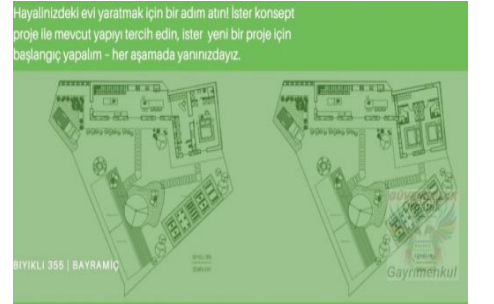 Hayalinizdeki evi yaratmak için bir adım atın! İster konsept
proje ile mevcut yapıyı tercih edin, ister yeni bir proje için
başlangıç yapalım – her aşamada yanınızdayız.
BIYIKLI 355 | BAYRAMİÇ
Gayrimenkul